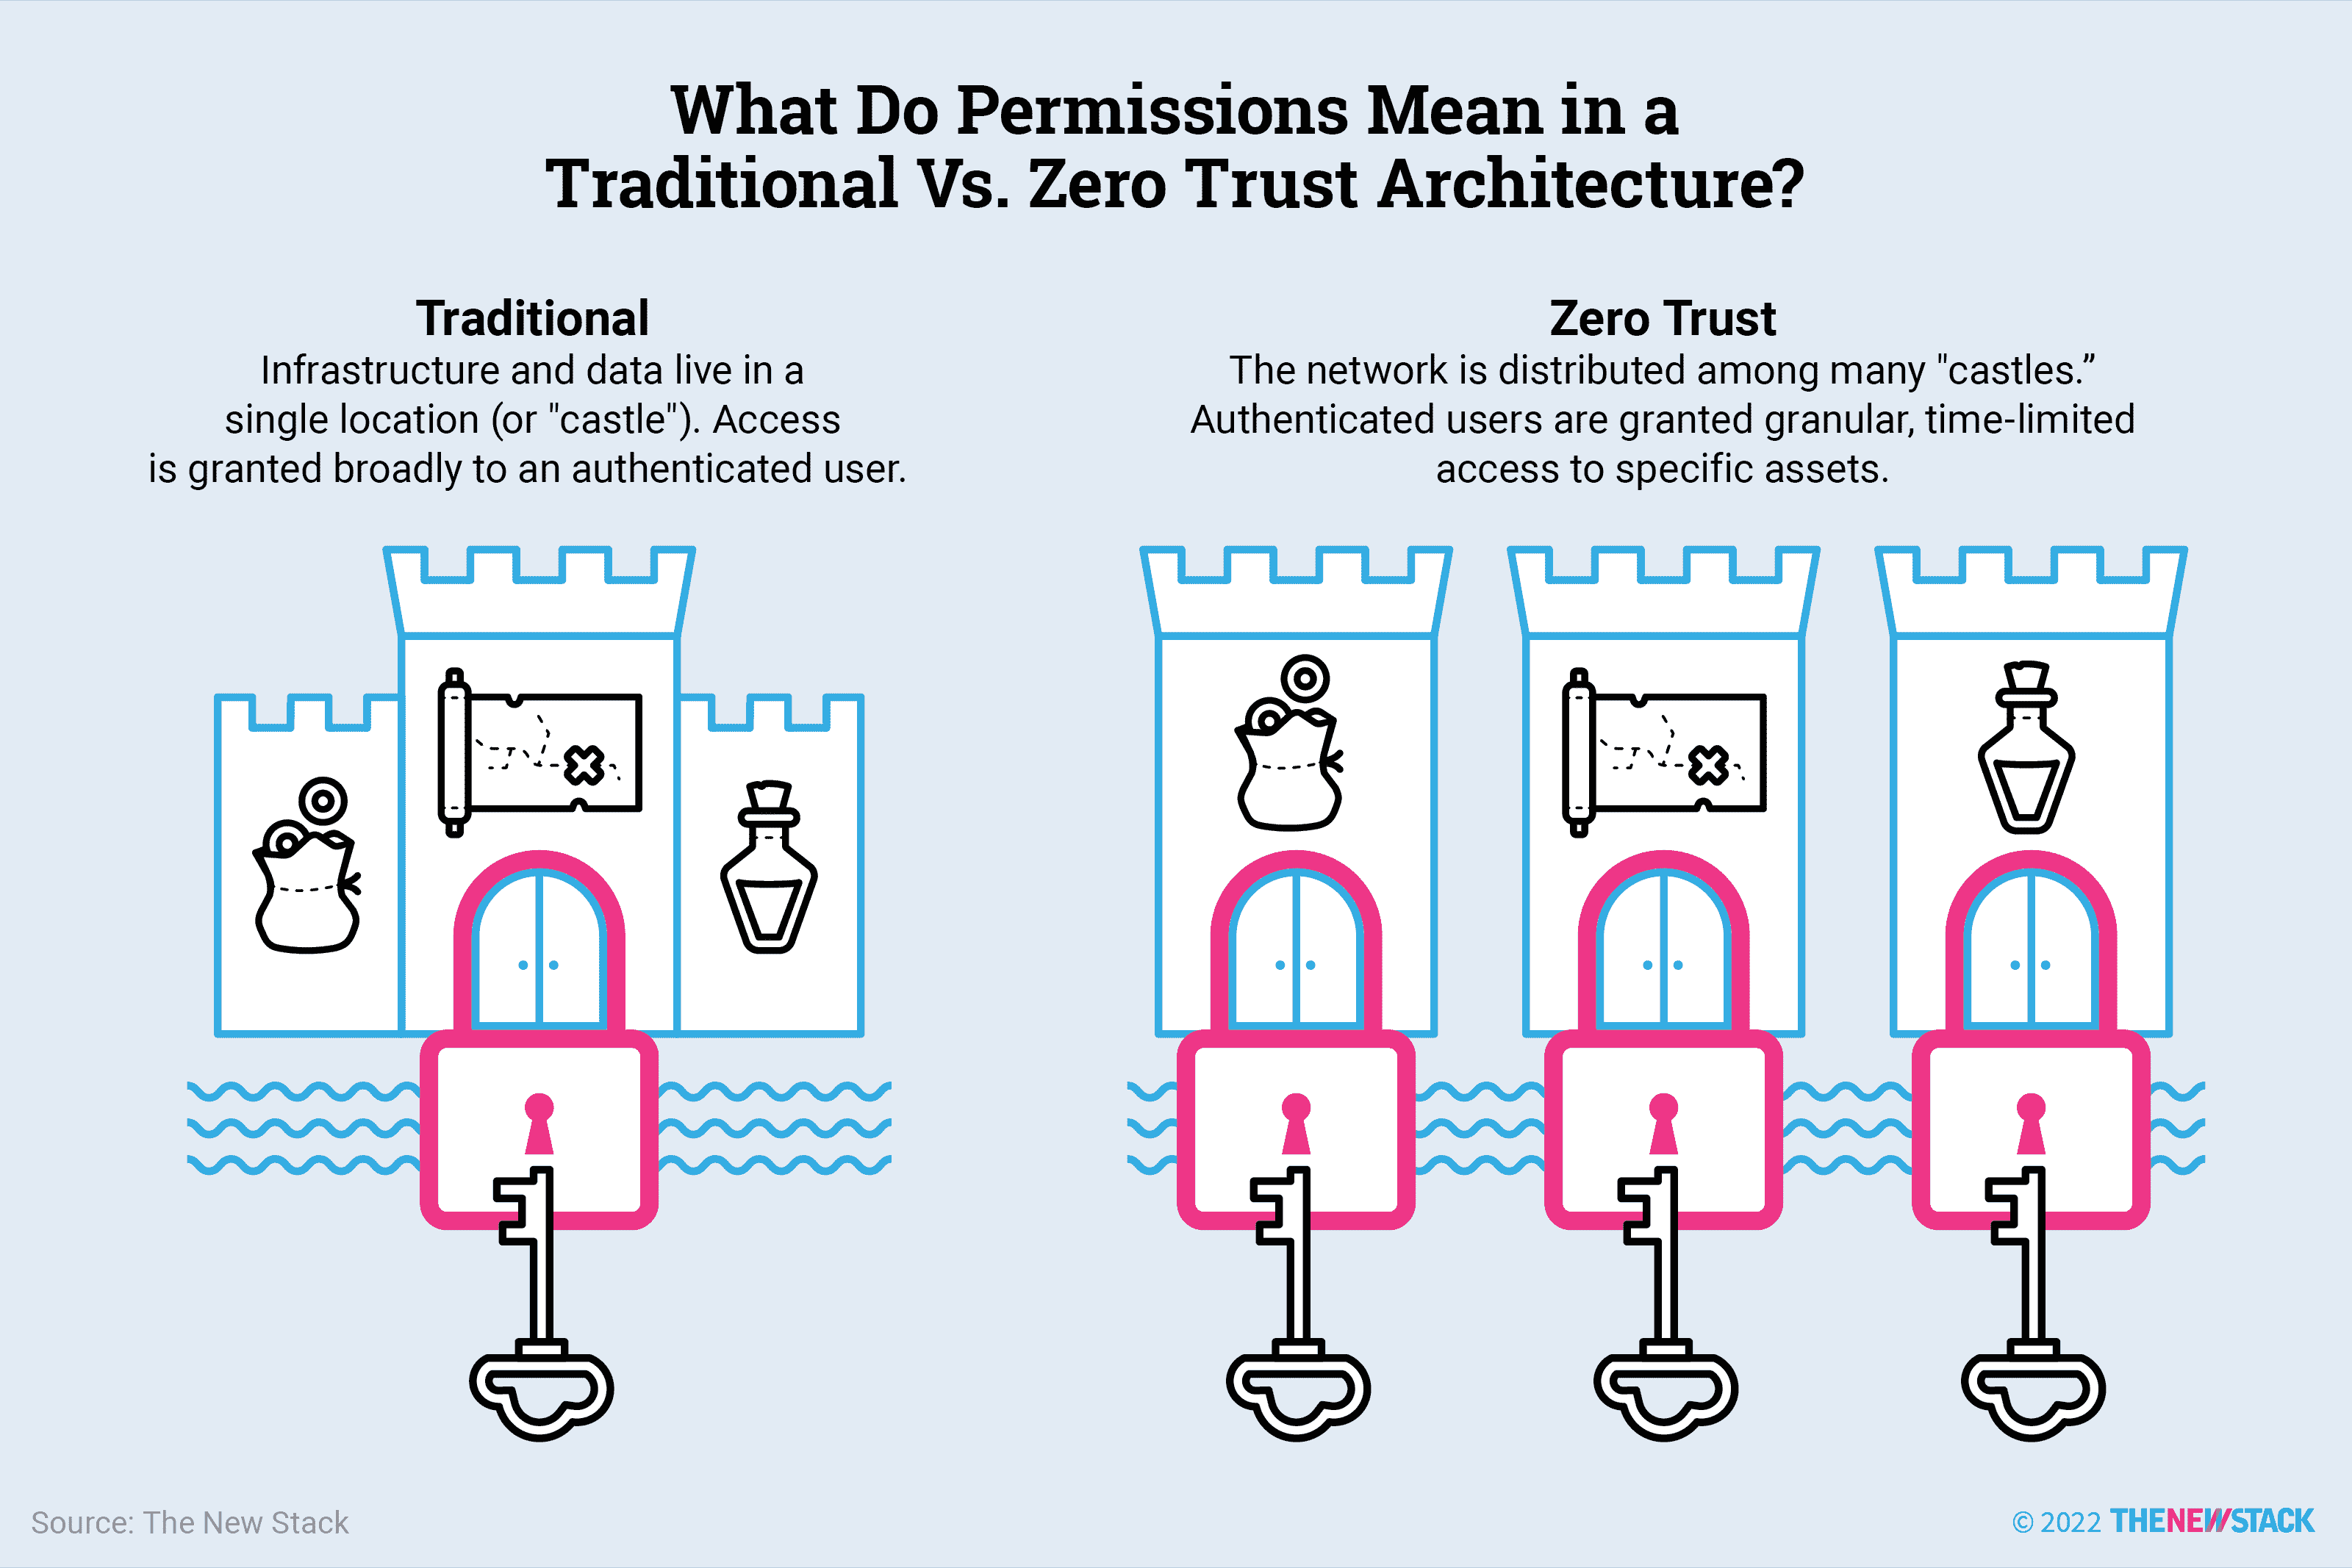 What Do Permissions Mean in a
Traditional Vs. Zero Trust Architecture?
Traditional
Infrastructure and data live in a
single location (or "castle"). Access
is granted broadly to an authenticated user.
Zero Trust
The network is distributed among many "castles.”
Authenticated users are granted granular, time-limited
access to specific assets.
Source: The New Stack
© 2022 THENEWSTACK